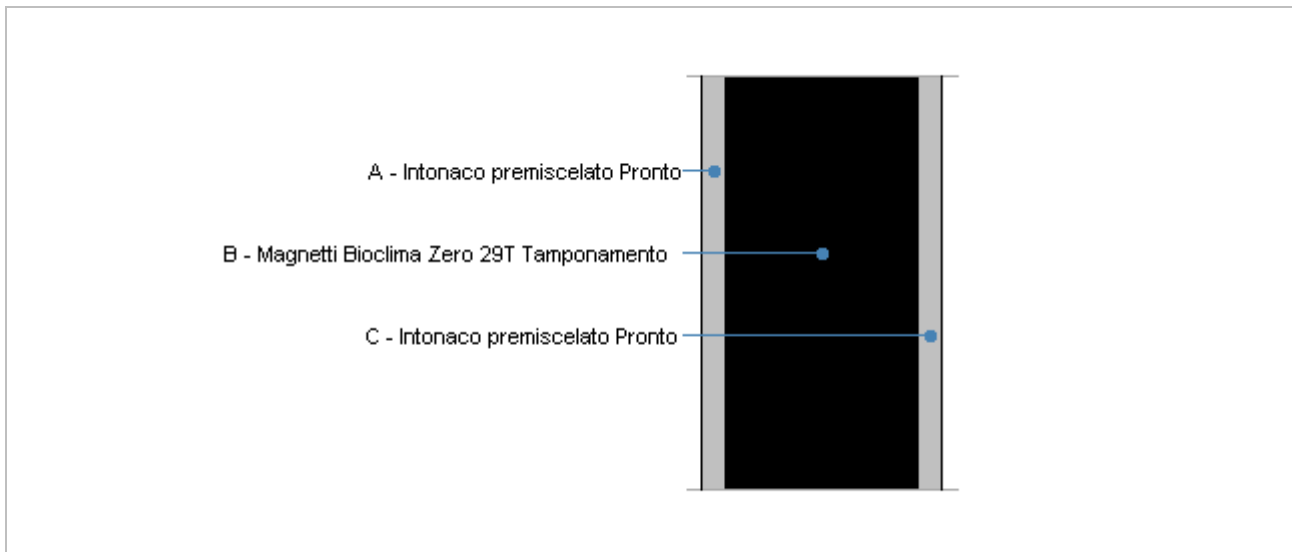 A - Intonaco premiscelato Pronto
B - Magnetti Bioclima Zero 29T Tamponamento
C - Intonaco premiscelato Pronto